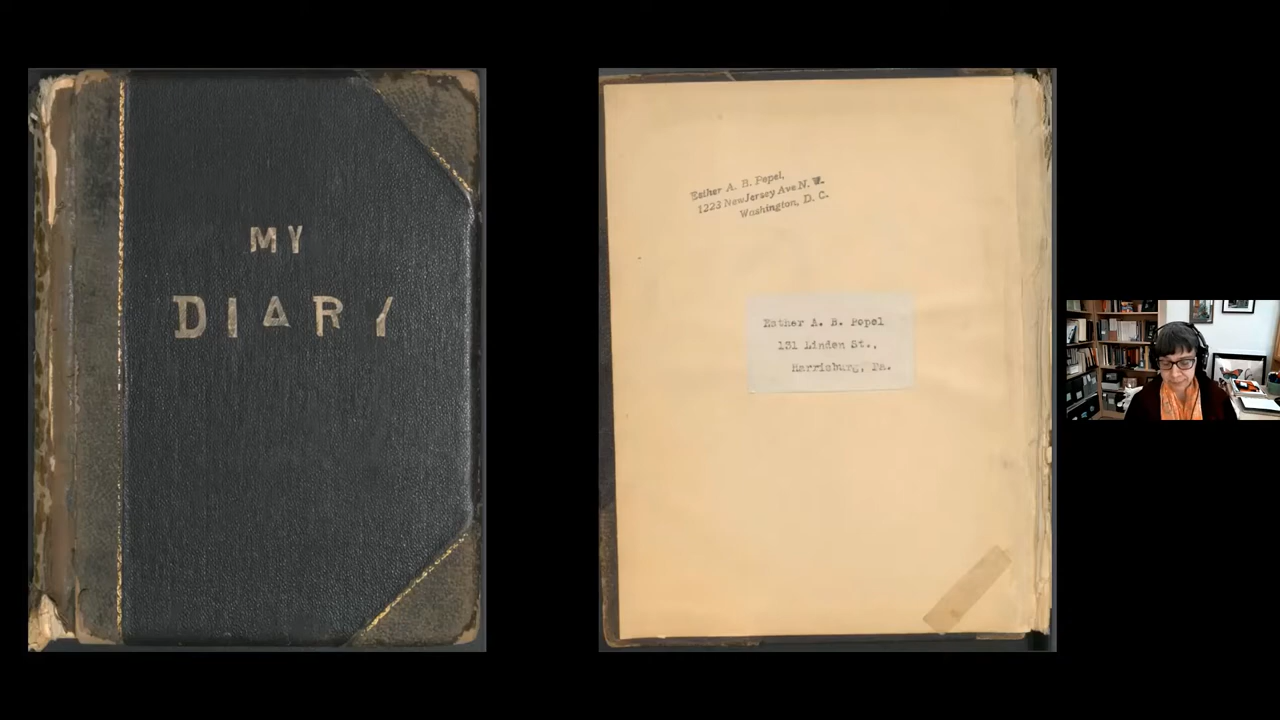 MY
DIARY
Esther A. B. Popel,
1223 New Jersey Ave N. W.
Washington, D. C.
Esther A. B. Popel
131 Linden St.,
Harrisburg, Pa.